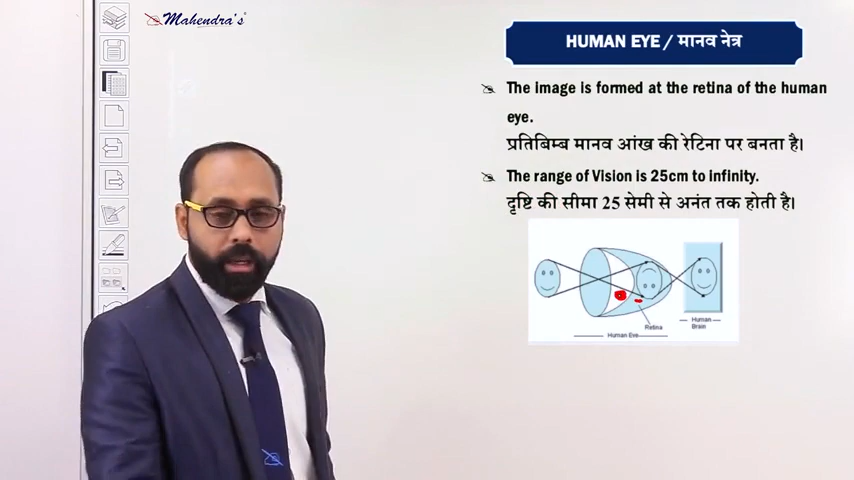 Mahendra's
HUMAN EYE / मानव नेत्र
The image is formed at the retina of the human
eye.
प्रतिबिम्ब मानव आंख की रेटिना पर बनता है।
The range of Vision is 25cm to infinity.
दृष्टि की सीमा 25 सेमी से अनंत तक होती है।
Retina
Human Eye
Human
Brain